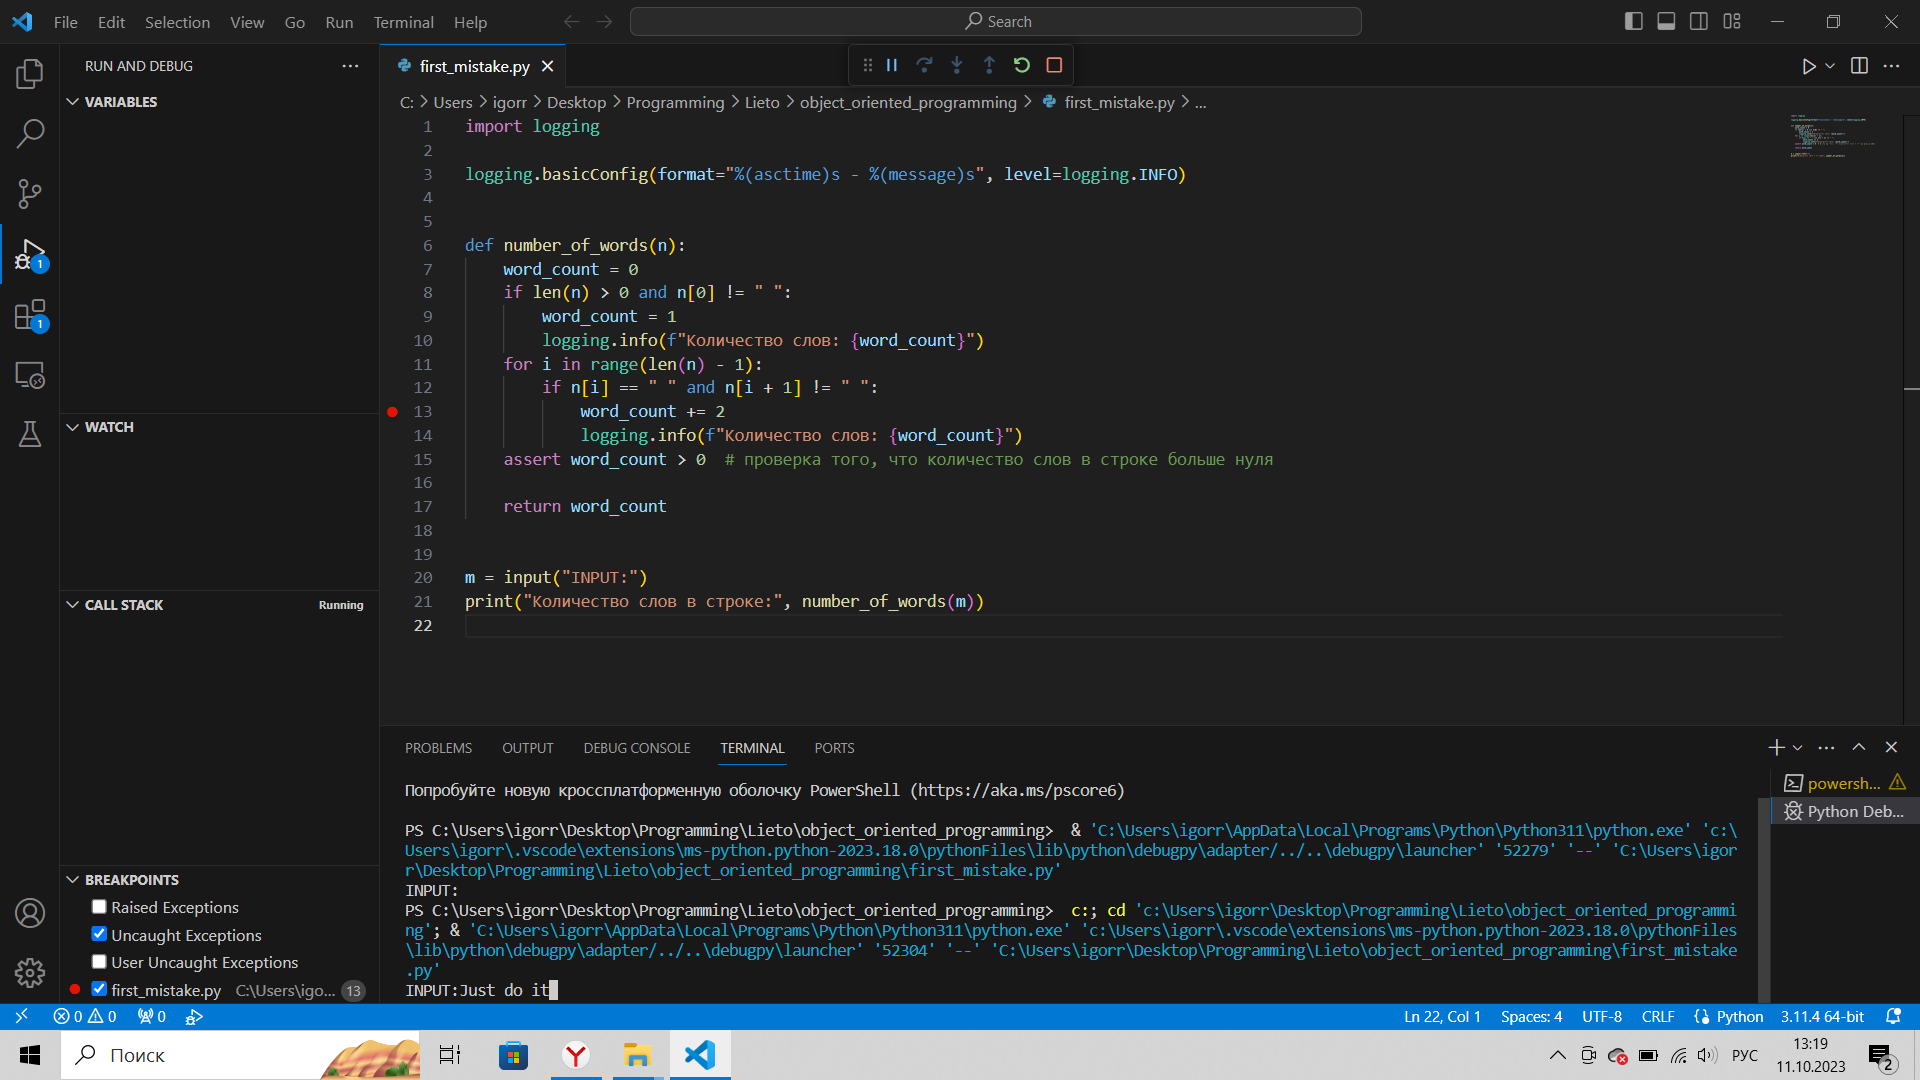 File Edit Selection View Go Run Terminal Help
Search
RUN AND DEBUG
first_mistake.py
VARIABLES
C: > Users > igorr > Desktop > Programming > Lieto > object_oriented_programming > first_mistake.py > ...
1 import logging
2
3 logging.basicConfig(format="%(asctime)s - %(message)s", level=logging.INFO)
4
5
6 def number_of_words(n):
7     word_count = 0
8     if len(n) > 0 and n[0] != " ":
9         word_count = 1
10         logging.info(f"Количество слов: {word_count}")
11     for i in range(len(n) - 1):
12         if n[i] == " " and n[i + 1] != " ":
13             word_count += 2
14             logging.info(f"Количество слов: {word_count}")
15     assert word_count > 0  # проверка того, что количество слов в строке больше нуля
16
17     return word_count
18
19
20 m = input("INPUT:")
21 print("Количество слов в строке:", number_of_words(m))
22
1
1
WATCH
CALL STACK Running
BREAKPOINTS
Raised Exceptions
Uncaught Exceptions
User Uncaught Exceptions
first_mistake.py C:\Users\igo... 13
PROBLEMS OUTPUT DEBUG CONSOLE TERMINAL PORTS
powersh...
Python Deb...
Попробуйте новую кроссплатформенную оболочку PowerShell (https://aka.ms/pscore6)
PS C:\Users\igorr\Desktop\Programming\Lieto\object_oriented_programming>  & 'C:\Users\igorr\AppData\Local\Programs\Python\Python311\python.exe' 'c:\
Users\igorr\.vscode\extensions\ms-python.python-2023.18.0\pythonFiles\lib\python\debugpy\adapter/../..\debugpy\launcher' '52279' '--' 'C:\Users\igor
r\Desktop\Programming\Lieto\object_oriented_programming\first_mistake.py'
INPUT:
PS C:\Users\igorr\Desktop\Programming\Lieto\object_oriented_programming>  c:; cd 'c:\Users\igorr\Desktop\Programming\Lieto\object_oriented_programmi
ng'; & 'C:\Users\igorr\AppData\Local\Programs\Python\Python311\python.exe' 'c:\Users\igorr\.vscode\extensions\ms-python.python-2023.18.0\pythonFiles
\lib\python\debugpy\adapter/../..\debugpy\launcher' '52304' '--' 'C:\Users\igorr\Desktop\Programming\Lieto\object_oriented_programming\first_mistake
.py'
INPUT:Just do it
0 0 0 Ln 22, Col 1 Spaces: 4 UTF-8 CRLF Python 3.11.4 64-bit
Поиск
РУС
13:19
11.10.2023
2